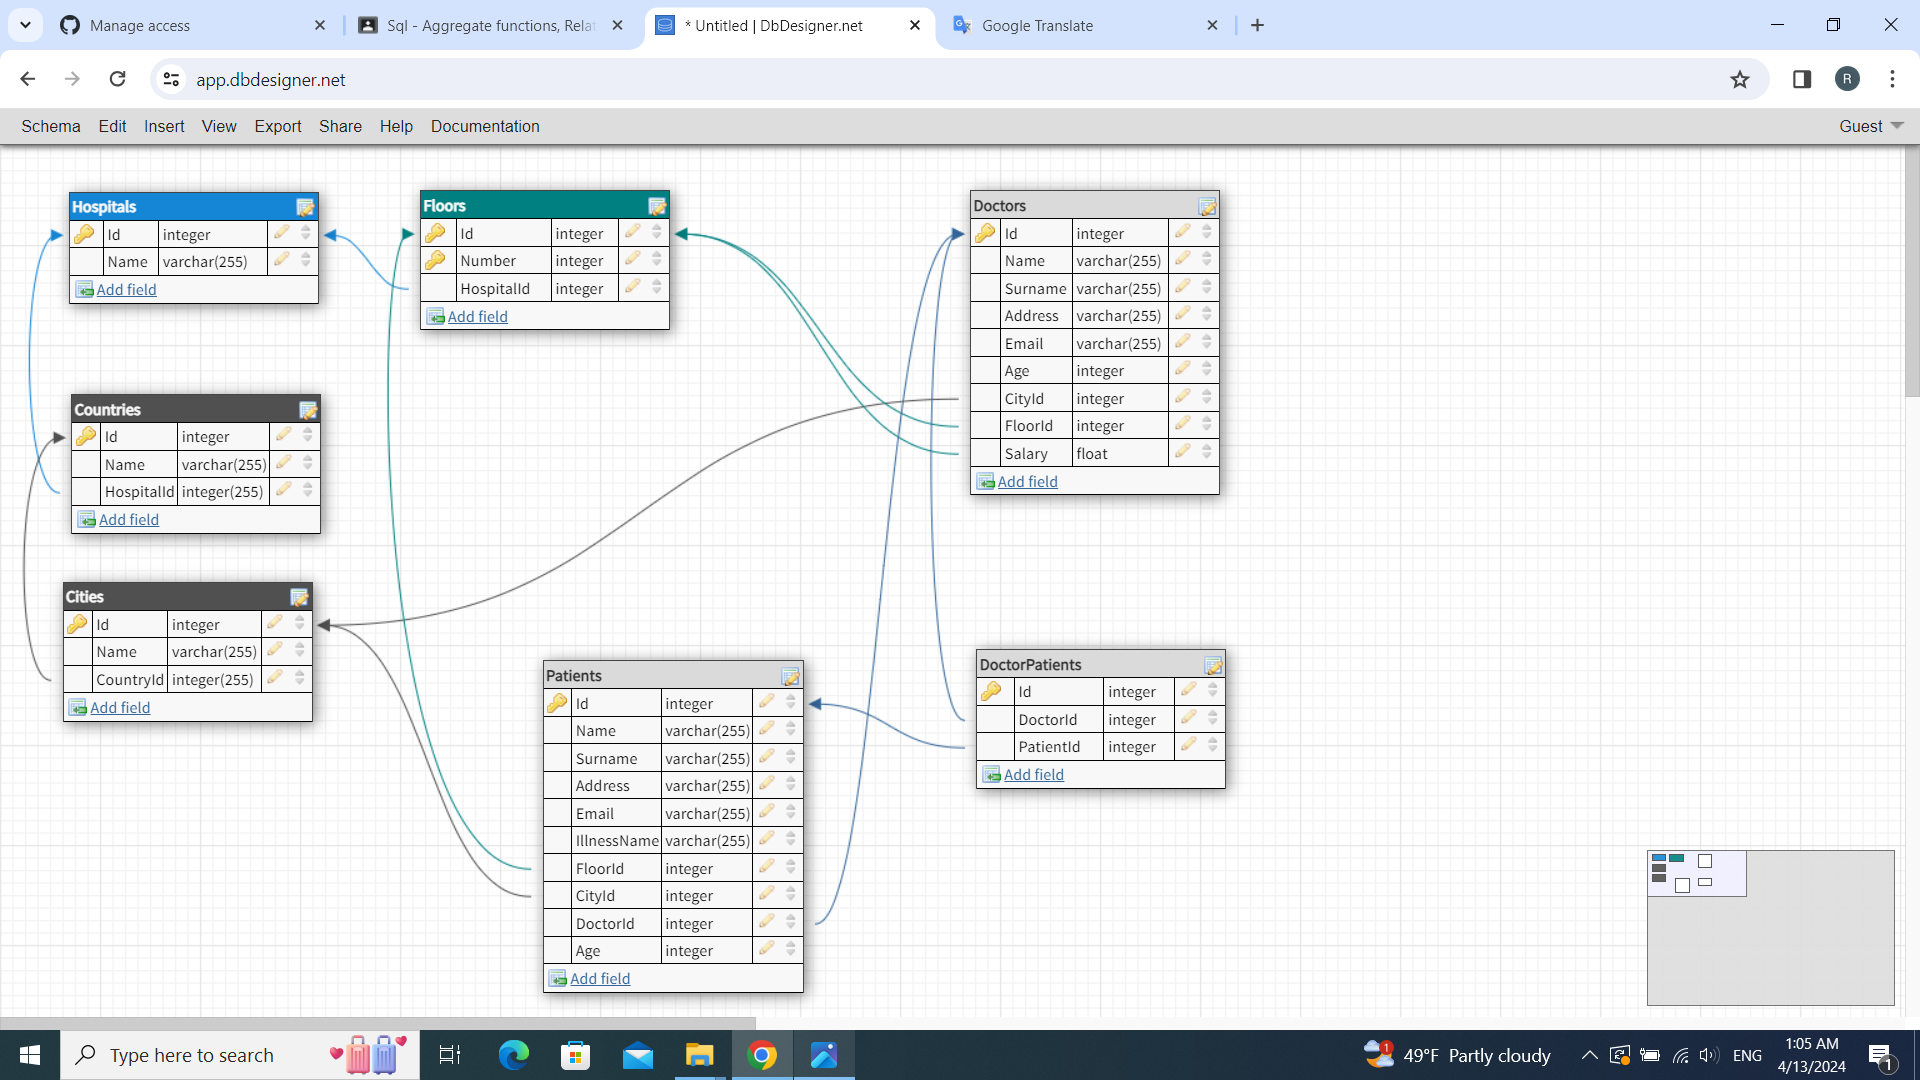 Manage access
Sql - Aggregate functions, Rela
* Untitled | DbDesigner.net
Google Translate
app.dbdesigner.net
R
Schema Edit Insert View Export Share Help Documentation
Guest
Hospitals
Id integer
Name varchar(255)
Add field
Floors
Id integer
Number integer
HospitalId integer
Add field
Doctors
Id integer
Name varchar(255)
Surname varchar(255)
Address varchar(255)
Email varchar(255)
Age integer
CityId integer
FloorId integer
Salary float
Add field
Countries
Id integer
Name varchar(255)
HospitalId integer(255)
Add field
Cities
Id integer
Name varchar(255)
CountryId integer(255)
Add field
Patients
Id integer
Name varchar(255)
Surname varchar(255)
Address varchar(255)
Email varchar(255)
IllnessName varchar(255)
FloorId integer
CityId integer
DoctorId integer
Age integer
Add field
DoctorPatients
Id integer
DoctorId integer
PatientId integer
Add field
Type here to search
1
49°F Partly cloudy
ENG
1:05 AM
4/13/2024
1